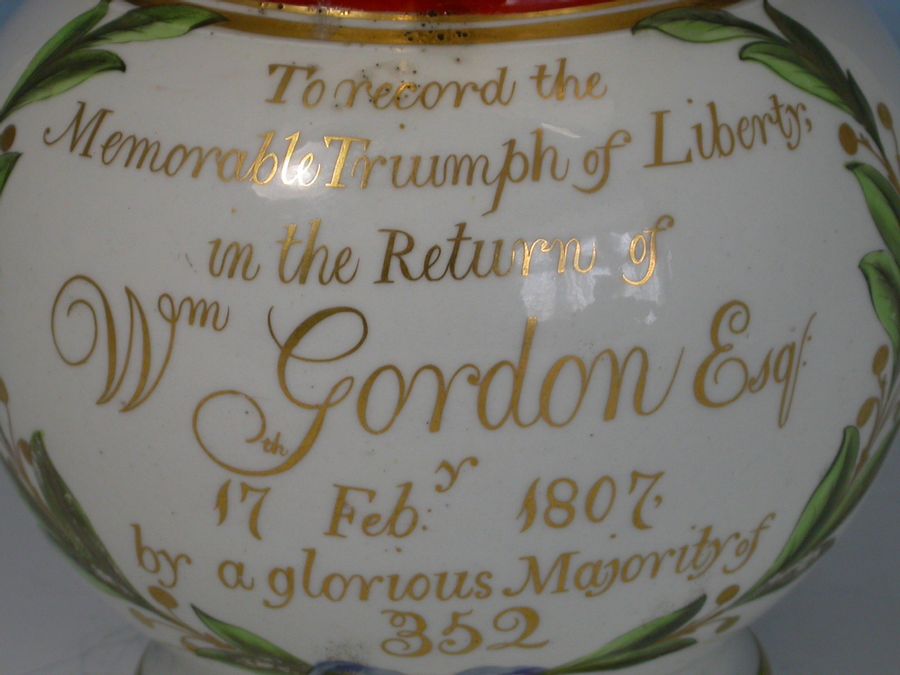 To record the
Memorable Triumph of Liberty,
in the Return of
Wm Gordon Esqr:
17th Feb:y 1807,
by a glorious Majority of
352